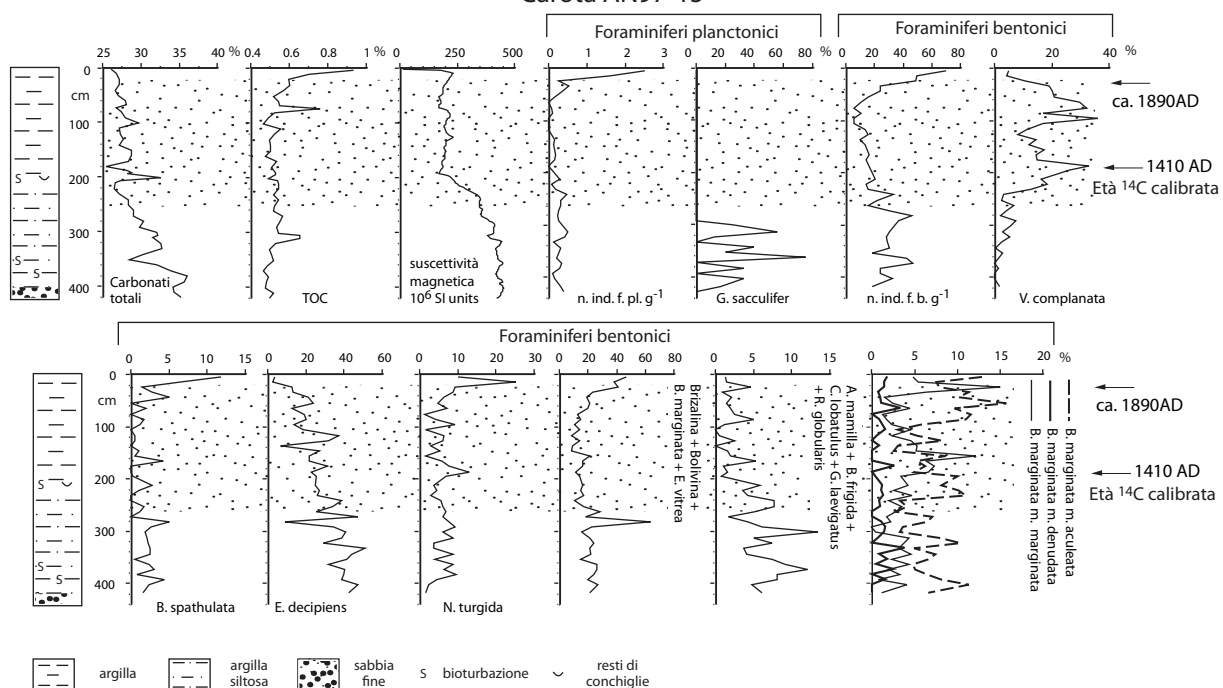 Carota AN97-15
Foraminiferi planctonici
Foraminiferi bentonici
25 30 35 40 %
0.4 0.6 0.8 1 %
0 250 500
0 1 2 3
0 20 40 60 80 %
0 20 40 60 80
0 20 40 %
0
cm
100
200
300
400
S
S
S
Carbonati
totali
TOC
suscettività
magnetica
10⁶ SI units
n. ind. f. pl. g⁻¹
G. sacculifer
n. ind. f. b. g⁻¹
V. complanata
ca. 1890AD
1410 AD
Età ¹⁴C calibrata
Foraminiferi bentonici
0 5 10 15
0 20 40 60
0 10 20 30
0 20 40 60 80
0 5 10 15
0 5 10 15 20 %
0
cm
100
200
300
400
S
S
S
B. spathulata
E. decipiens
N. turgida
Brizalina + Bolivina +
B. marginata + E. vitrea
A. mamilla + B. frigida +
C. lobatulus + G. laevigatus
+ R. globularis
B. marginata m. aculeata
B. marginata m. denudata
B. marginata m. marginata
ca. 1890AD
1410 AD
Età ¹⁴C calibrata
argilla
argilla
siltosa
sabbia
fine
S bioturbazione
resti di
conchiglie